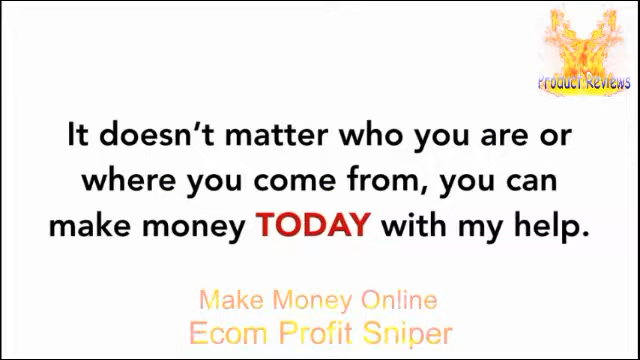 Product Reviews
It doesn't matter who you are or
where you come from, you can
make money TODAY with my help.
Make Money Online
Ecom Profit Sniper